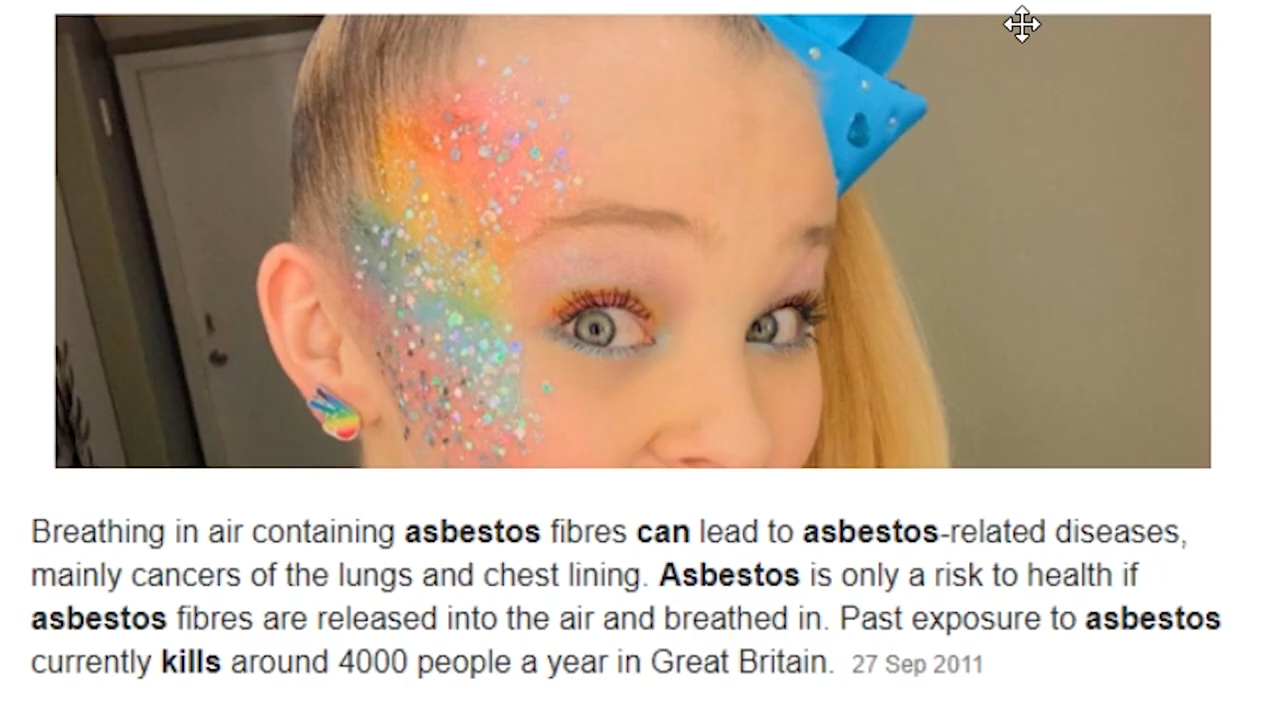 Breathing in air containing asbestos fibres can lead to asbestos-related diseases,
mainly cancers of the lungs and chest lining. Asbestos is only a risk to health if
asbestos fibres are released into the air and breathed in. Past exposure to asbestos
currently kills around 4000 people a year in Great Britain. 27 Sep 2011